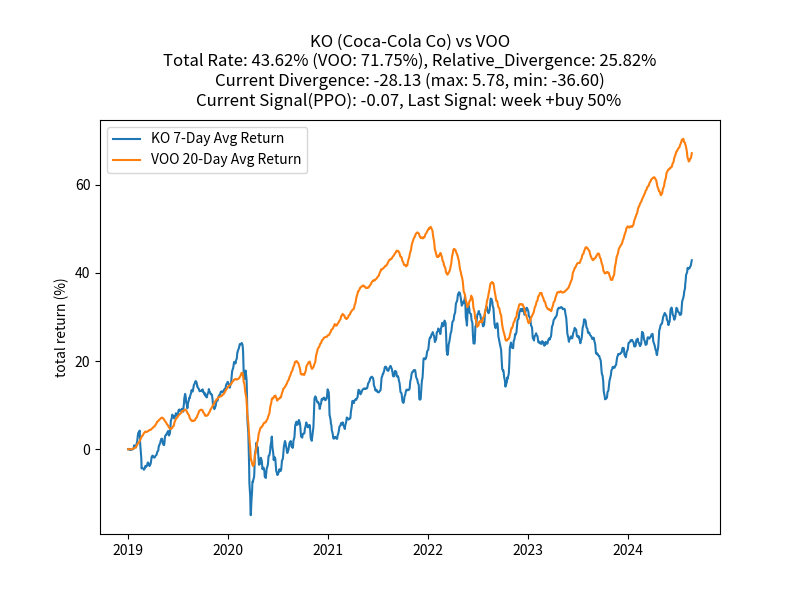 KO (Coca-Cola Co) vs VOO
Total Rate: 43.62% (VOO: 71.75%), Relative_Divergence: 25.82%
Current Divergence: -28.13 (max: 5.78, min: -36.60)
Current Signal(PPO): -0.07, Last Signal: week +buy 50%
KO 7-Day Avg Return
VOO 20-Day Avg Return
total return (%)
60
40
20
0
2019 2020 2021 2022 2023 2024